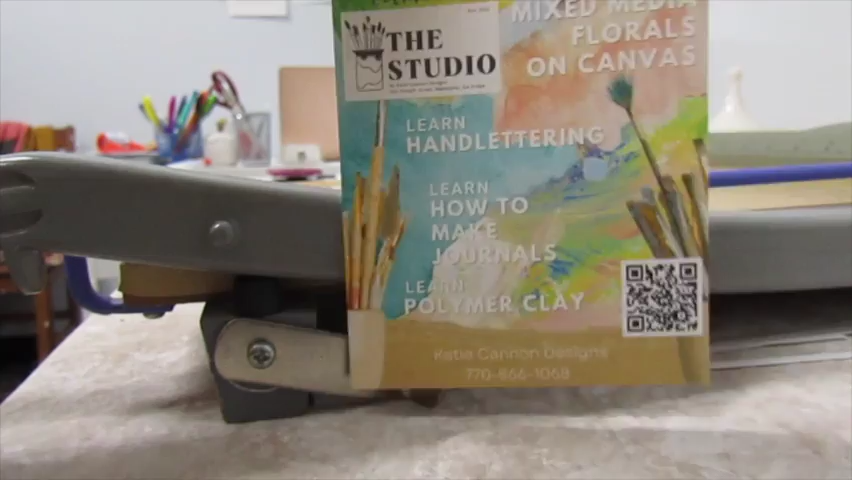 MIXED MEDIA
FLORALS
ON CANVAS
THE
STUDIO
LEARN
HANDLETTERING
LEARN
HOW TO
MAKE
JOURNALS
LEARN
POLYMER CLAY
Katie Cannon Designs
770-866-1068